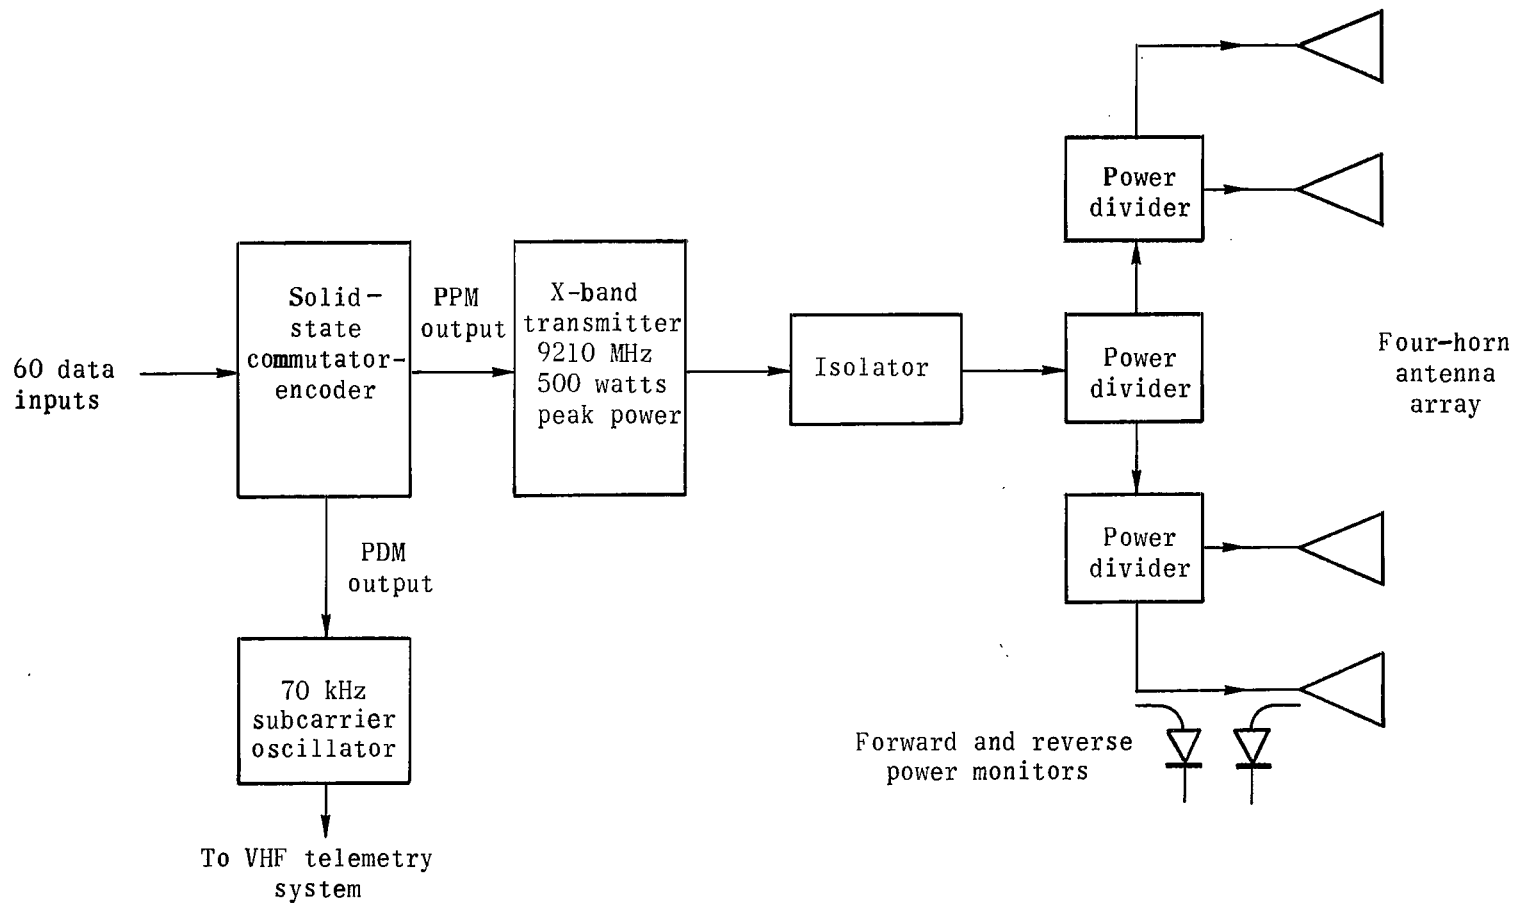 60 data
inputs
Solid-
state
commutator-
encoder
PPM
output
X-band
transmitter
9210 MHz
500 watts
peak power
Isolator
Power
divider
Power
divider
Power
divider
Four-horn
antenna
array
PDM
output
70 kHz
subcarrier
oscillator
To VHF telemetry
system
Forward and reverse
power monitors